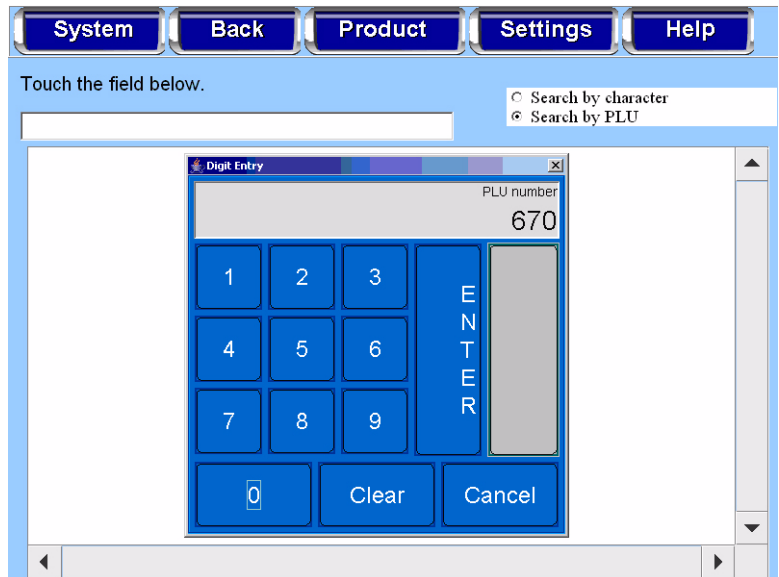 System Back Product Settings Help
Touch the field below.
Search by character
Search by PLU
Digit Entry
PLU number
670
1 2 3
4 5 6
7 8 9
ENTER
0 Clear Cancel